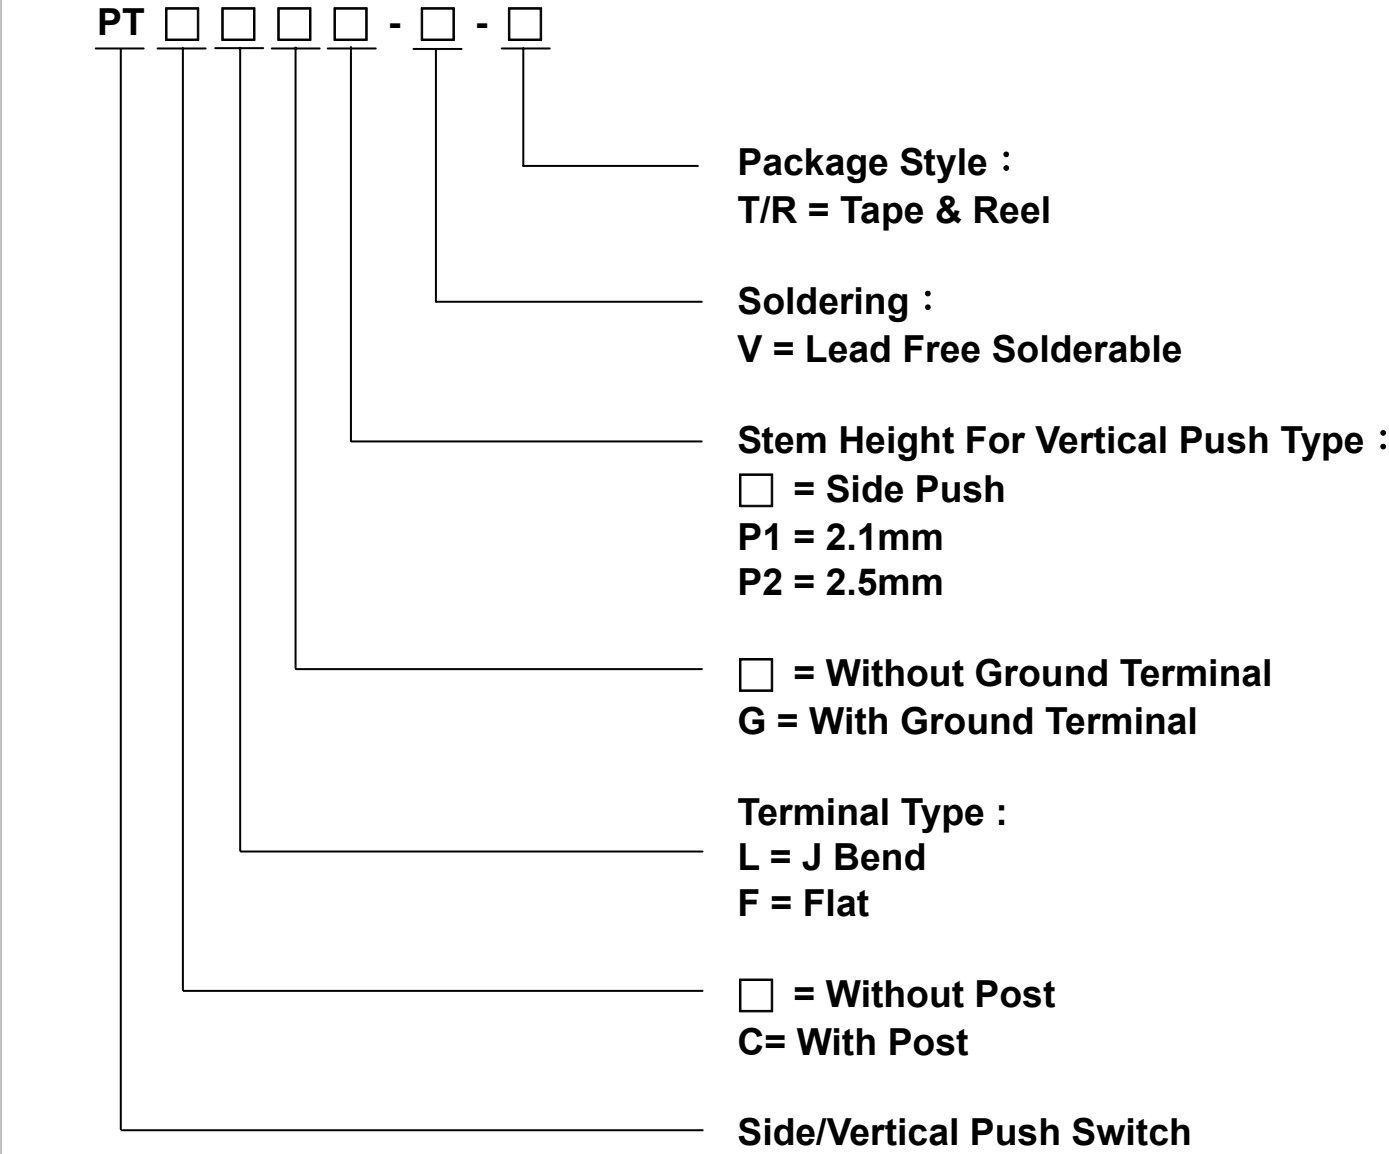 PT □ □ □ □ - □ - □
Package Style：
T/R = Tape & Reel
Soldering：
V = Lead Free Solderable
Stem Height For Vertical Push Type：
□ = Side Push
P1 = 2.1mm
P2 = 2.5mm
□ = Without Ground Terminal
G = With Ground Terminal
Terminal Type :
L = J Bend
F = Flat
□ = Without Post
C= With Post
Side/Vertical Push Switch